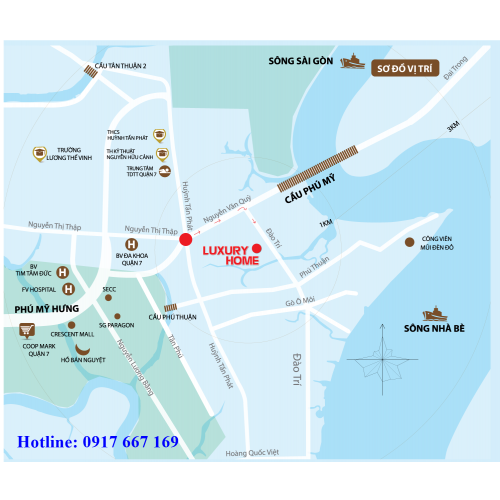 SÔNG SÀI GÒN
SƠ ĐỒ VỊ TRÍ
CẦU TÂN THUẬN 2
Đại Trong
3KM
THCS
HUỲNH TẤN PHÁT
TRƯỜNG
LƯƠNG THẾ VINH
TH KỸ THUẬT
NGUYỄN HỮU CẢNH
TRUNG TÂM
TDTT QUẬN 7
CẦU PHÚ MỸ
Huỳnh Tấn Phát
Nguyễn Văn Quỳ
1KM
Nguyễn Thị Thập
Nguyễn Thị Thập
Đào Trí
LUXURY
HOME
BV ĐA KHOA
QUẬN 7
CÔNG VIÊN
MŨI ĐÈN ĐỎ
BV
TIM TÂM ĐỨC
Phú Thuận
FV HOSPITAL
SECC
Gò Ô Môi
PHÚ MỸ HƯNG
CẦU PHÚ THUẬN
SG PARAGON
SÔNG NHÀ BÈ
CRESCENT MALL
COOP MARK
QUẬN 7
HỒ BÁN NGUYỆT
Nguyễn Lương Bằng
Tân Phú
Huỳnh Tấn Phát
Đào Trí
Hotline: 0917 667 169
Hoàng Quốc Việt